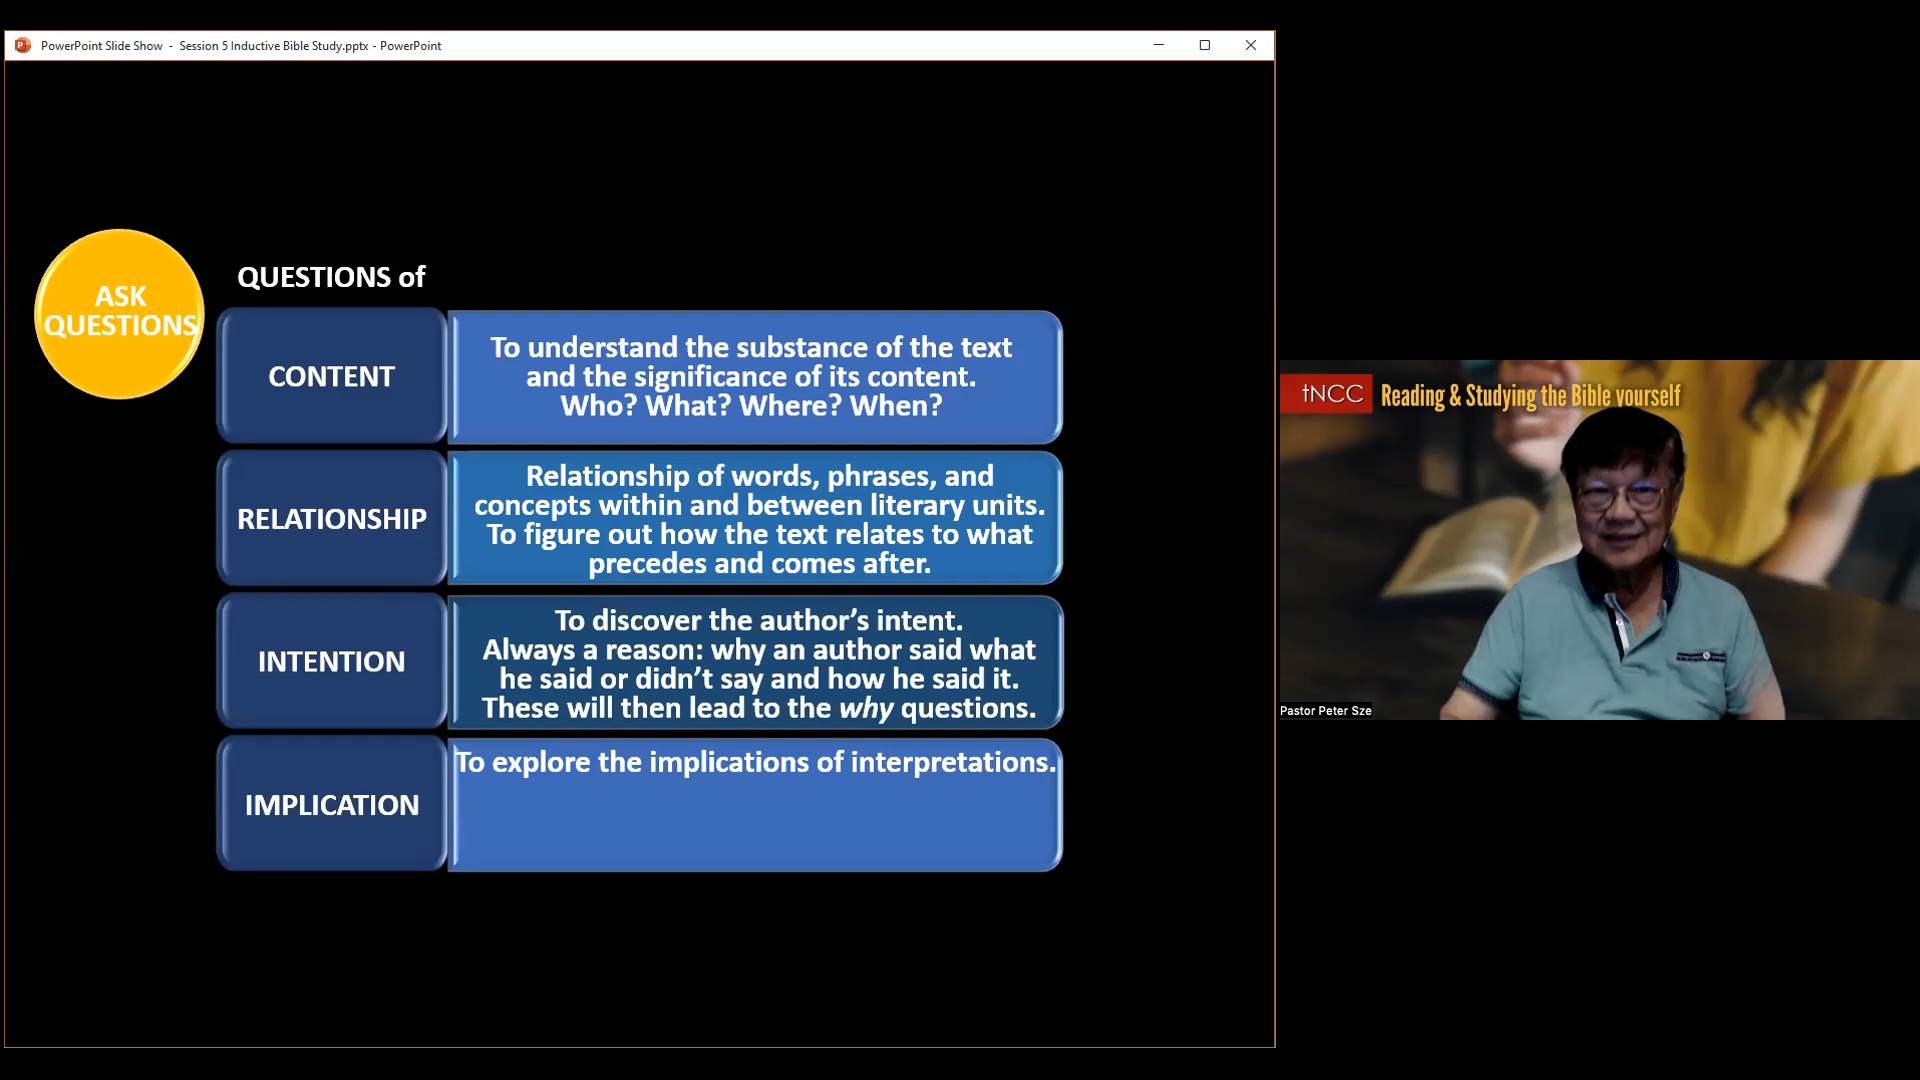 PowerPoint Slide Show - Session 5 Inductive Bible Study.pptx - PowerPoint
ASK
QUESTIONS
QUESTIONS of
CONTENT
To understand the substance of the text
and the significance of its content.
Who? What? Where? When?
RELATIONSHIP
Relationship of words, phrases, and
concepts within and between literary units.
To figure out how the text relates to what
precedes and comes after.
INTENTION
To discover the author’s intent.
Always a reason: why an author said what
he said or didn’t say and how he said it.
These will then lead to the why questions.
IMPLICATION
To explore the implications of interpretations.
tNCC
Reading & Studying the Bible yourself
Pastor Peter Sze